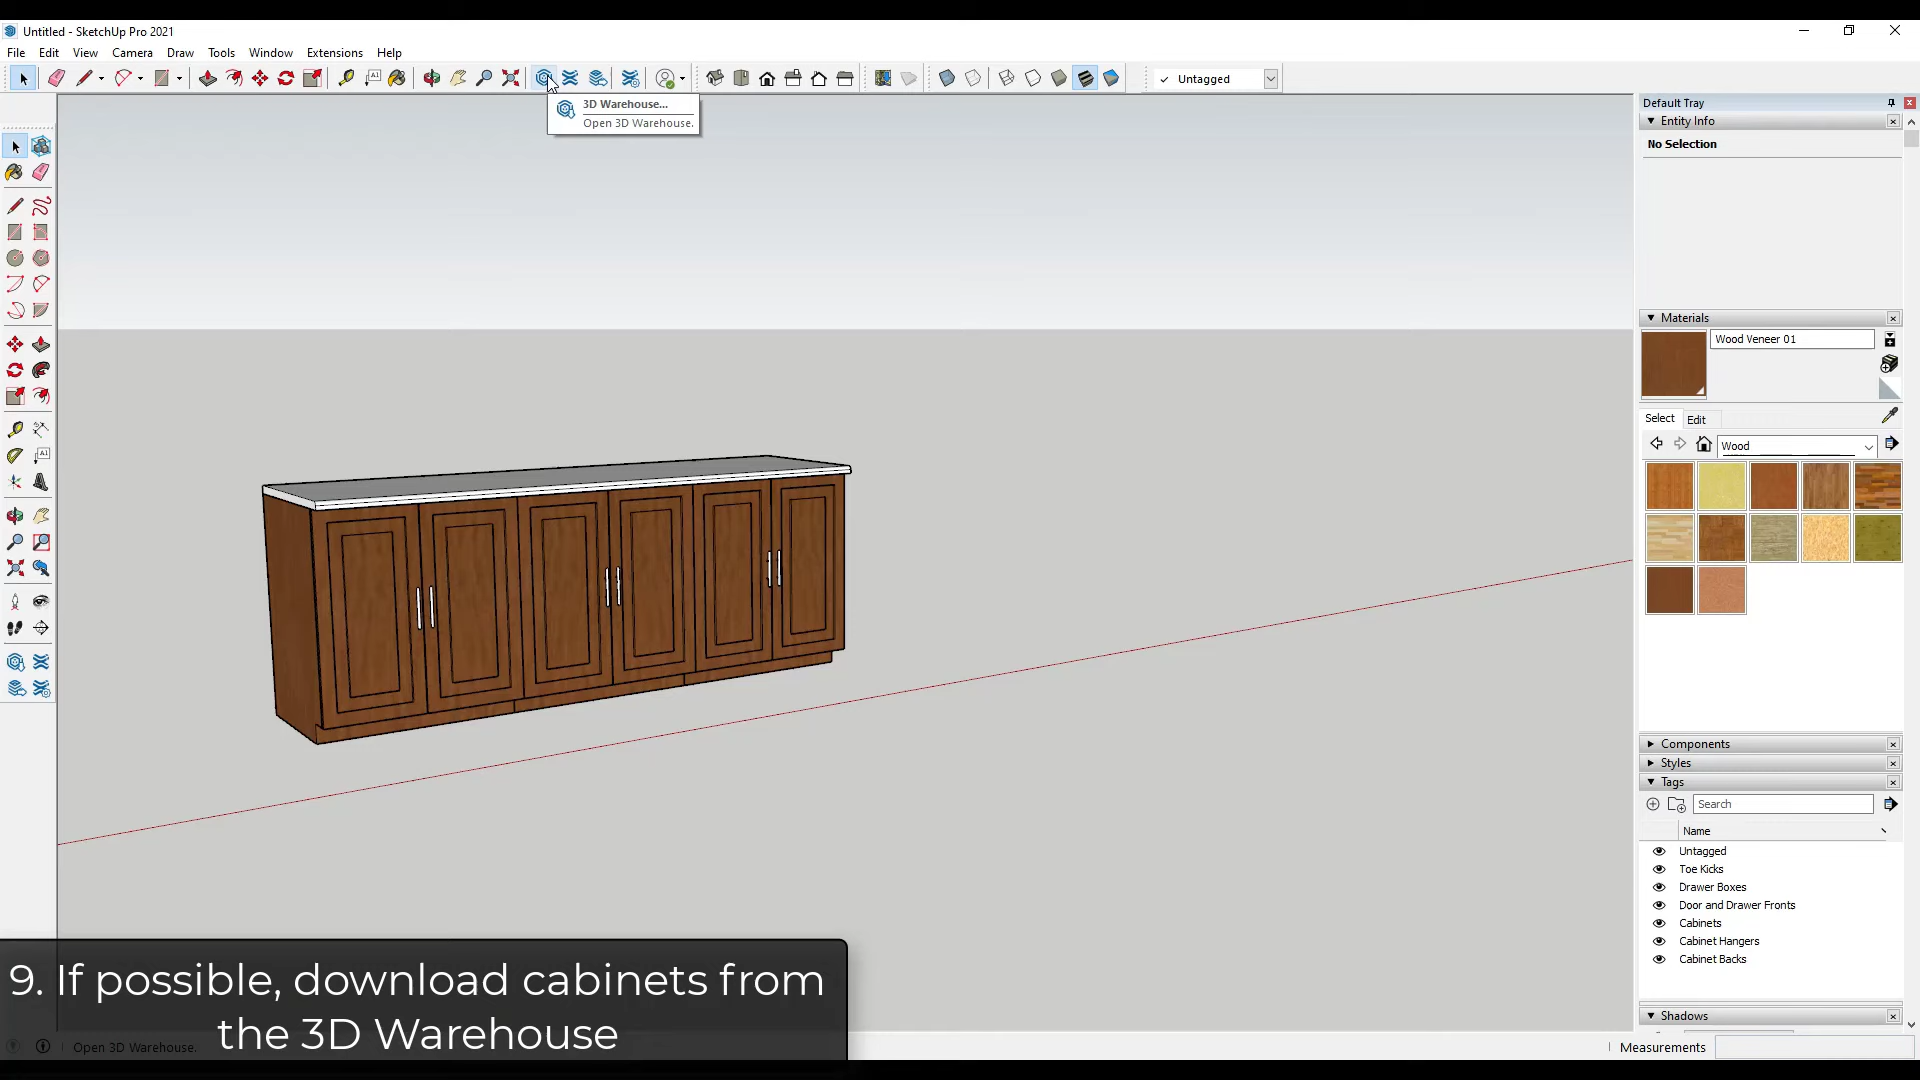 Untitled - SketchUp Pro 2021
File Edit View Camera Draw Tools Window Extensions Help
A1
Untagged
3D Warehouse...
Open 3D Warehouse.
Default Tray
Entity Info
No Selection
Materials
Wood Veneer 01
Select Edit
Wood
A1
Components
Styles
Tags
Search
Name
Untagged
Toe Kicks
Drawer Boxes
Door and Drawer Fronts
Cabinets
Cabinet Hangers
Cabinet Backs
Shadows
9. If possible, download cabinets from
the 3D Warehouse
Open 3D Warehouse.
Measurements